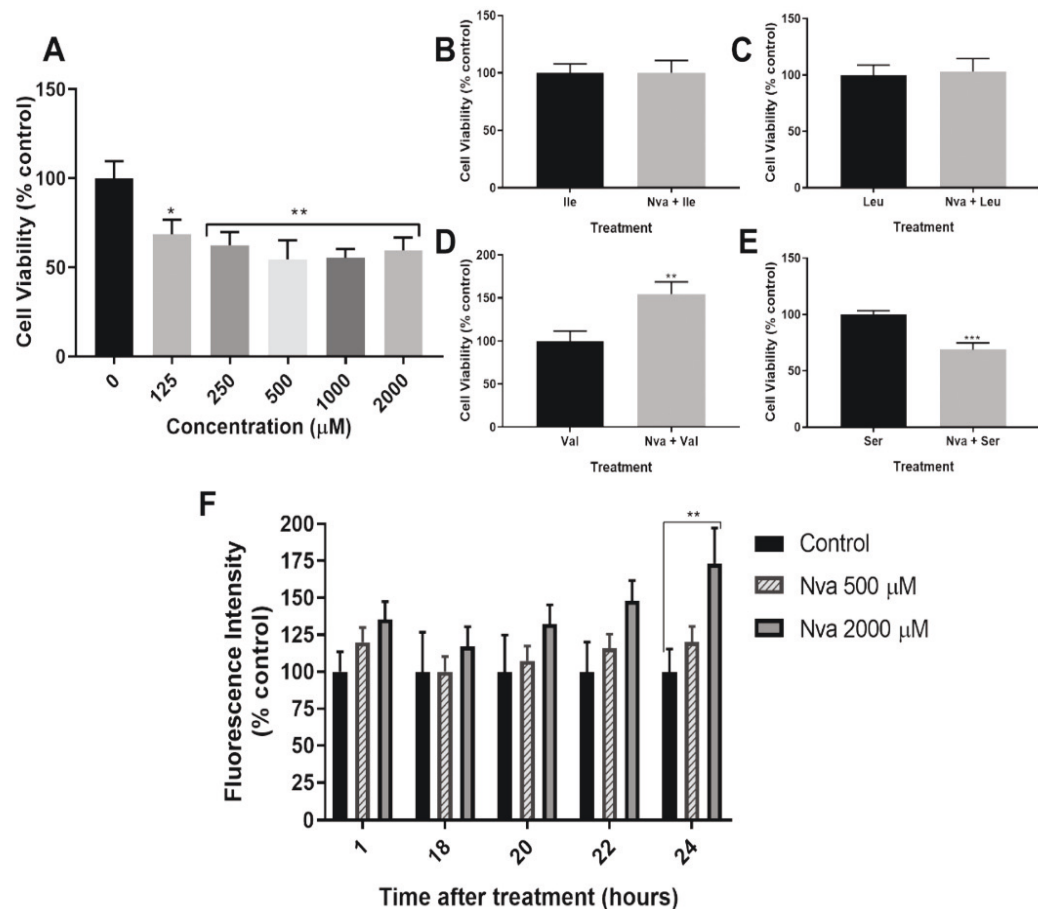 A
Cell Viability (% control)
150
100
50
0
*
**
0
125
250
500
1000
2000
Concentration (μM)
B
Cell Viability (% control)
150
100
50
0
Ile
Nva + Ile
Treatment
C
Cell Viability (% control)
150
100
50
0
Leu
Nva + Leu
Treatment
D
Cell Viability (% control)
200
150
100
50
0
**
Val
Nva + Val
Treatment
E
Cell Viability (% control)
150
100
50
0
***
Ser
Nva + Ser
Treatment
F
Fluorescence Intensity
(% control)
200
175
150
125
100
75
50
25
0
**
1
18
20
22
24
Time after treatment (hours)
Control
Nva 500 μM
Nva 2000 μM